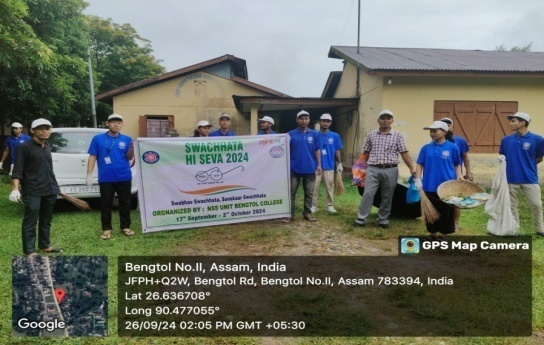 SWACHHATA
HI SEVA 2024
Swabhav Swachhata, Sanskaar Swachhata
ORGNANIZED BY : NSS UNIT BENGTOL COLLEGE
17th September - 2nd October 2024
GPS Map Camera
Bengtol No.II, Assam, India
JFPH+Q2W, Bengtol Rd, Bengtol No.II, Assam 783394, India
Lat 26.636708°
Long 90.477055°
26/09/24 02:05 PM GMT +05:30
Google